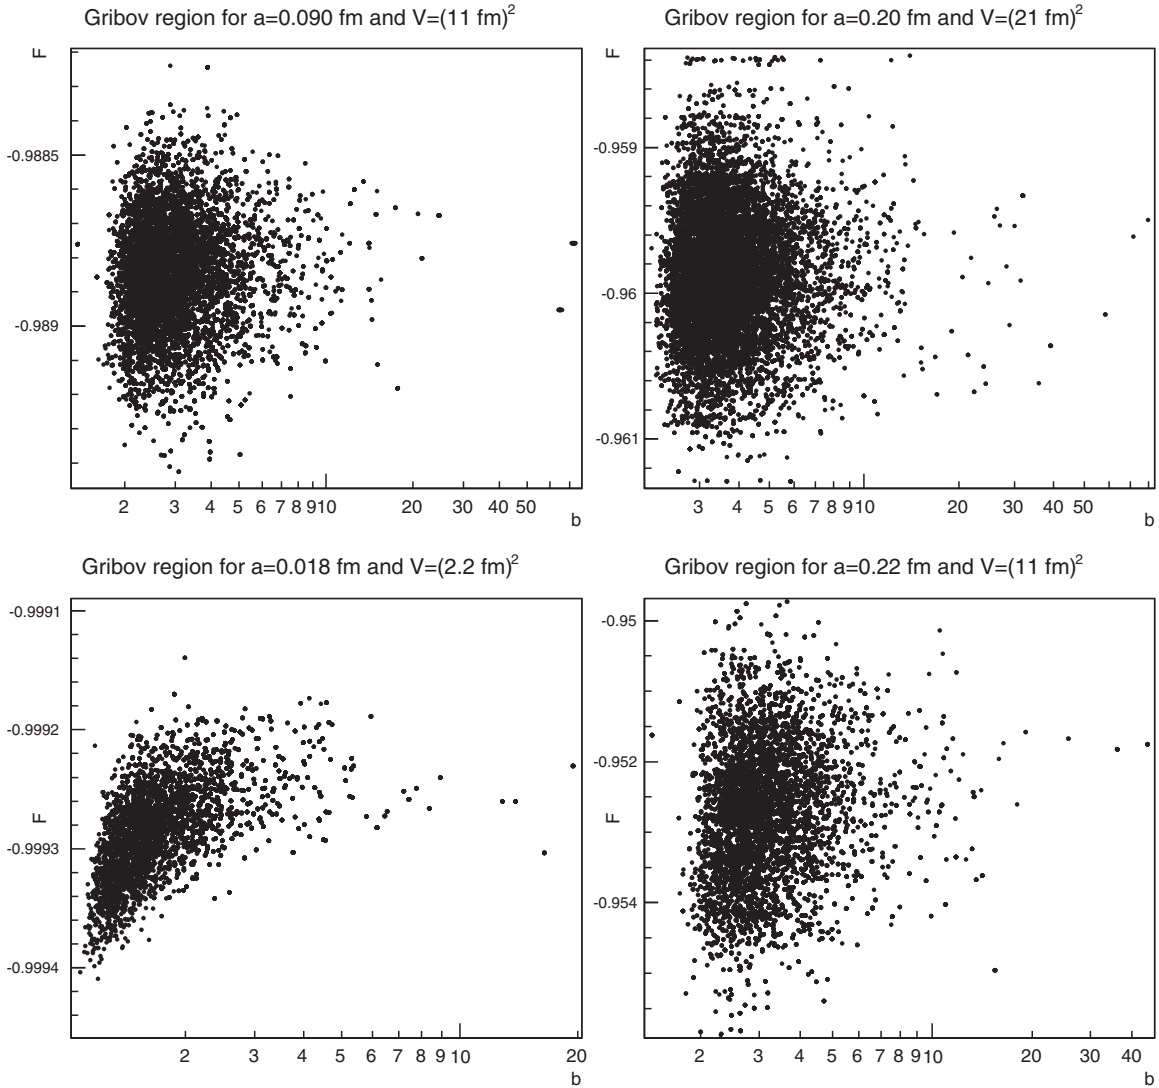 Gribov region for a=0.090 fm and V=(11 fm)²
F
-0.9885
-0.989
2 3 4 5 6 7 8 9 10 20 30 40 50
b
Gribov region for a=0.20 fm and V=(21 fm)²
F
-0.959
-0.96
-0.961
3 4 5 6 7 8 9 10 20 30 40 50
b
Gribov region for a=0.018 fm and V=(2.2 fm)²
-0.9991
-0.9992
F
-0.9993
-0.9994
2 3 4 5 6 7 8 9 10 20
b
Gribov region for a=0.22 fm and V=(11 fm)²
-0.95
-0.952
F
-0.954
2 3 4 5 6 7 8 9 10 20 30 40
b